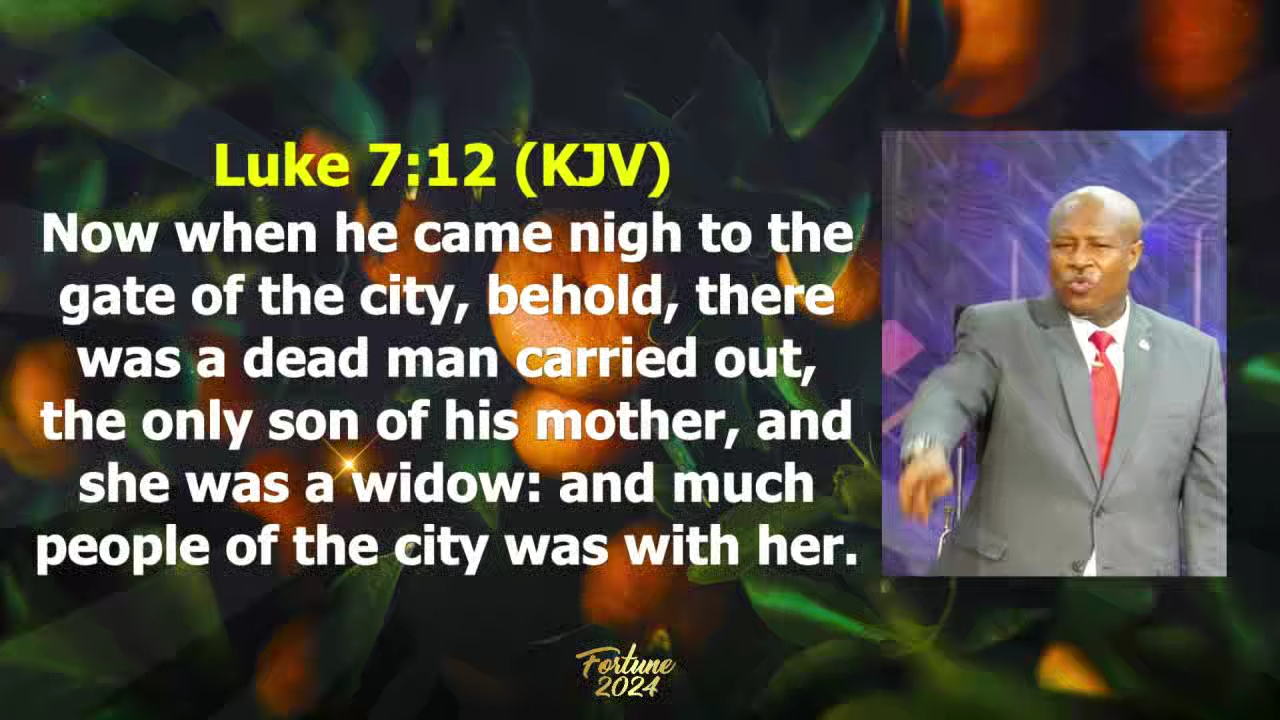 Luke 7:12 (KJV)
Now when he came nigh to the
gate of the city, behold, there
was a dead man carried out,
the only son of his mother, and
she was a widow: and much
people of the city was with her.
Fortune
2024